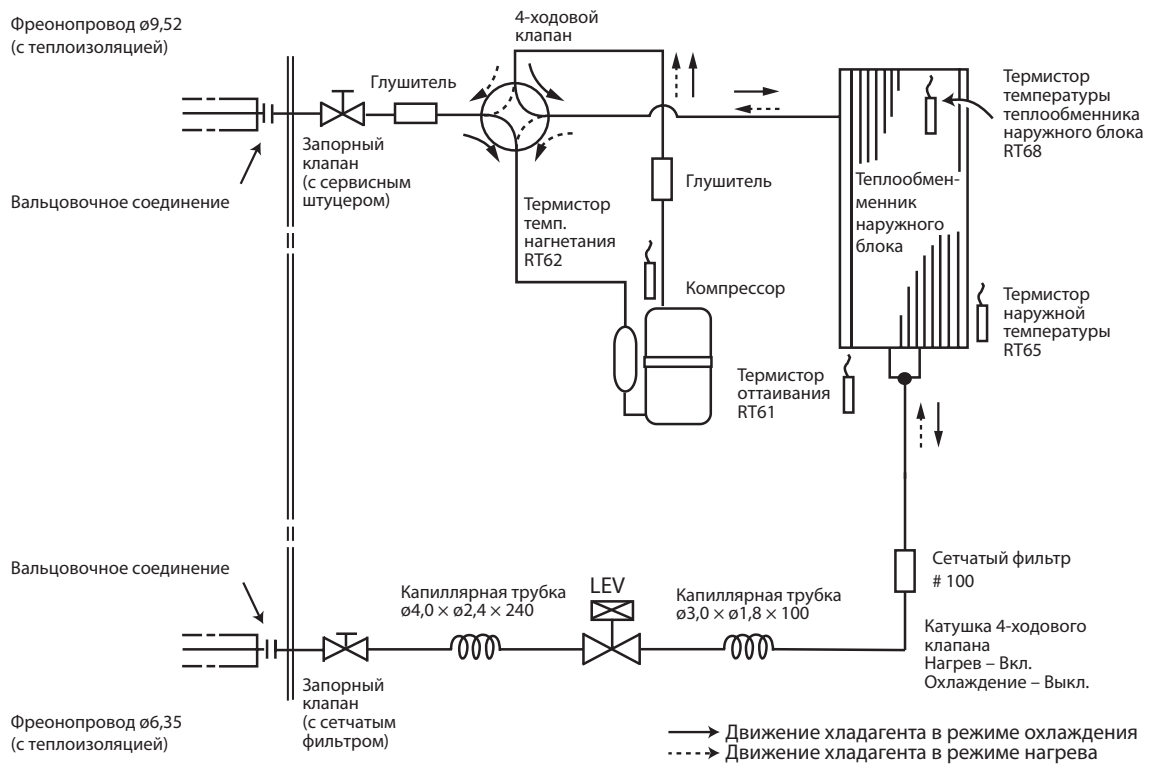 Фреонопровод ø9,52
(с теплоизоляцией)
4-ходовой
клапан
Глушитель
Запорный
клапан
(с сервисным
штуцером)
Вальцовочное соединение
Термистор
темп.
нагнетания
RT62
Глушитель
Компрессор
Теплообмен-
менник
наружного
блока
Термистор
температуры
теплообменника
наружного блока
RT68
Термистор
наружной
температуры
RT65
Термистор
оттаивания
RT61
Вальцовочное соединение
Капиллярная трубка
ø4,0 × ø2,4 × 240
LEV
Капиллярная трубка
ø3,0 × ø1,8 × 100
Сетчатый фильтр
# 100
Катушка 4-ходового
клапана
Нагрев – Вкл.
Охлаждение – Выкл.
Запорный
клапан
(с сетчатым
фильтром)
Фреонопровод ø6,35
(с теплоизоляцией)
Движение хладагента в режиме охлаждения
Движение хладагента в режиме нагрева